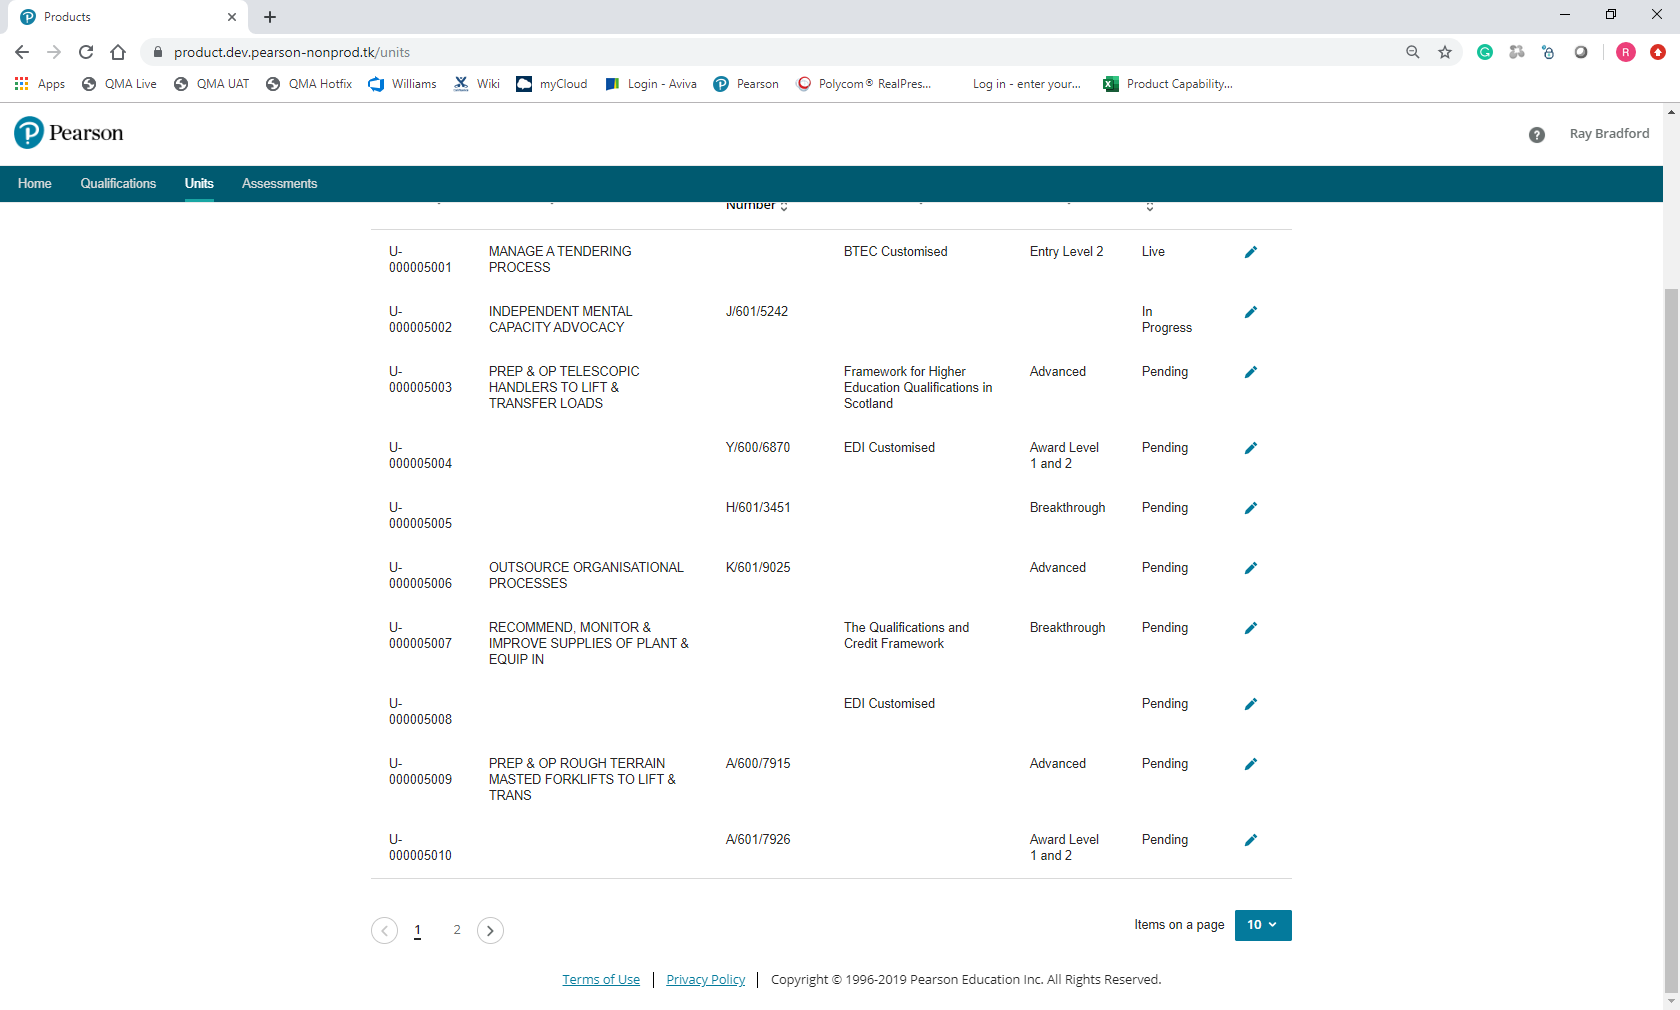 Products
product.dev.pearson-nonprod.tk/units
R
Apps QMA Live QMA UAT QMA Hotfix Williams Wiki myCloud Login - Aviva Pearson Polycom® RealPres... Log in - enter your... Product Capability...
Pearson
? Ray Bradford
Home Qualifications Units Assessments
Number
U- MANAGE A TENDERING BTEC Customised Entry Level 2 Live
000005001 PROCESS
U- INDEPENDENT MENTAL J/601/5242 In
000005002 CAPACITY ADVOCACY Progress
U- PREP & OP TELESCOPIC Framework for Higher Advanced Pending
000005003 HANDLERS TO LIFT & Education Qualifications in
TRANSFER LOADS Scotland
U- Y/600/6870 EDI Customised Award Level Pending
000005004 1 and 2
U- H/601/3451 Breakthrough Pending
000005005
U- OUTSOURCE ORGANISATIONAL K/601/9025 Advanced Pending
000005006 PROCESSES
U- RECOMMEND, MONITOR & The Qualifications and Breakthrough Pending
000005007 IMPROVE SUPPLIES OF PLANT & Credit Framework
EQUIP IN
U- EDI Customised Pending
000005008
U- PREP & OP ROUGH TERRAIN A/600/7915 Advanced Pending
000005009 MASTED FORKLIFTS TO LIFT &
TRANS
U- A/601/7926 Award Level Pending
000005010 1 and 2
1 2 Items on a page 10
Terms of Use | Privacy Policy | Copyright © 1996-2019 Pearson Education Inc. All Rights Reserved.